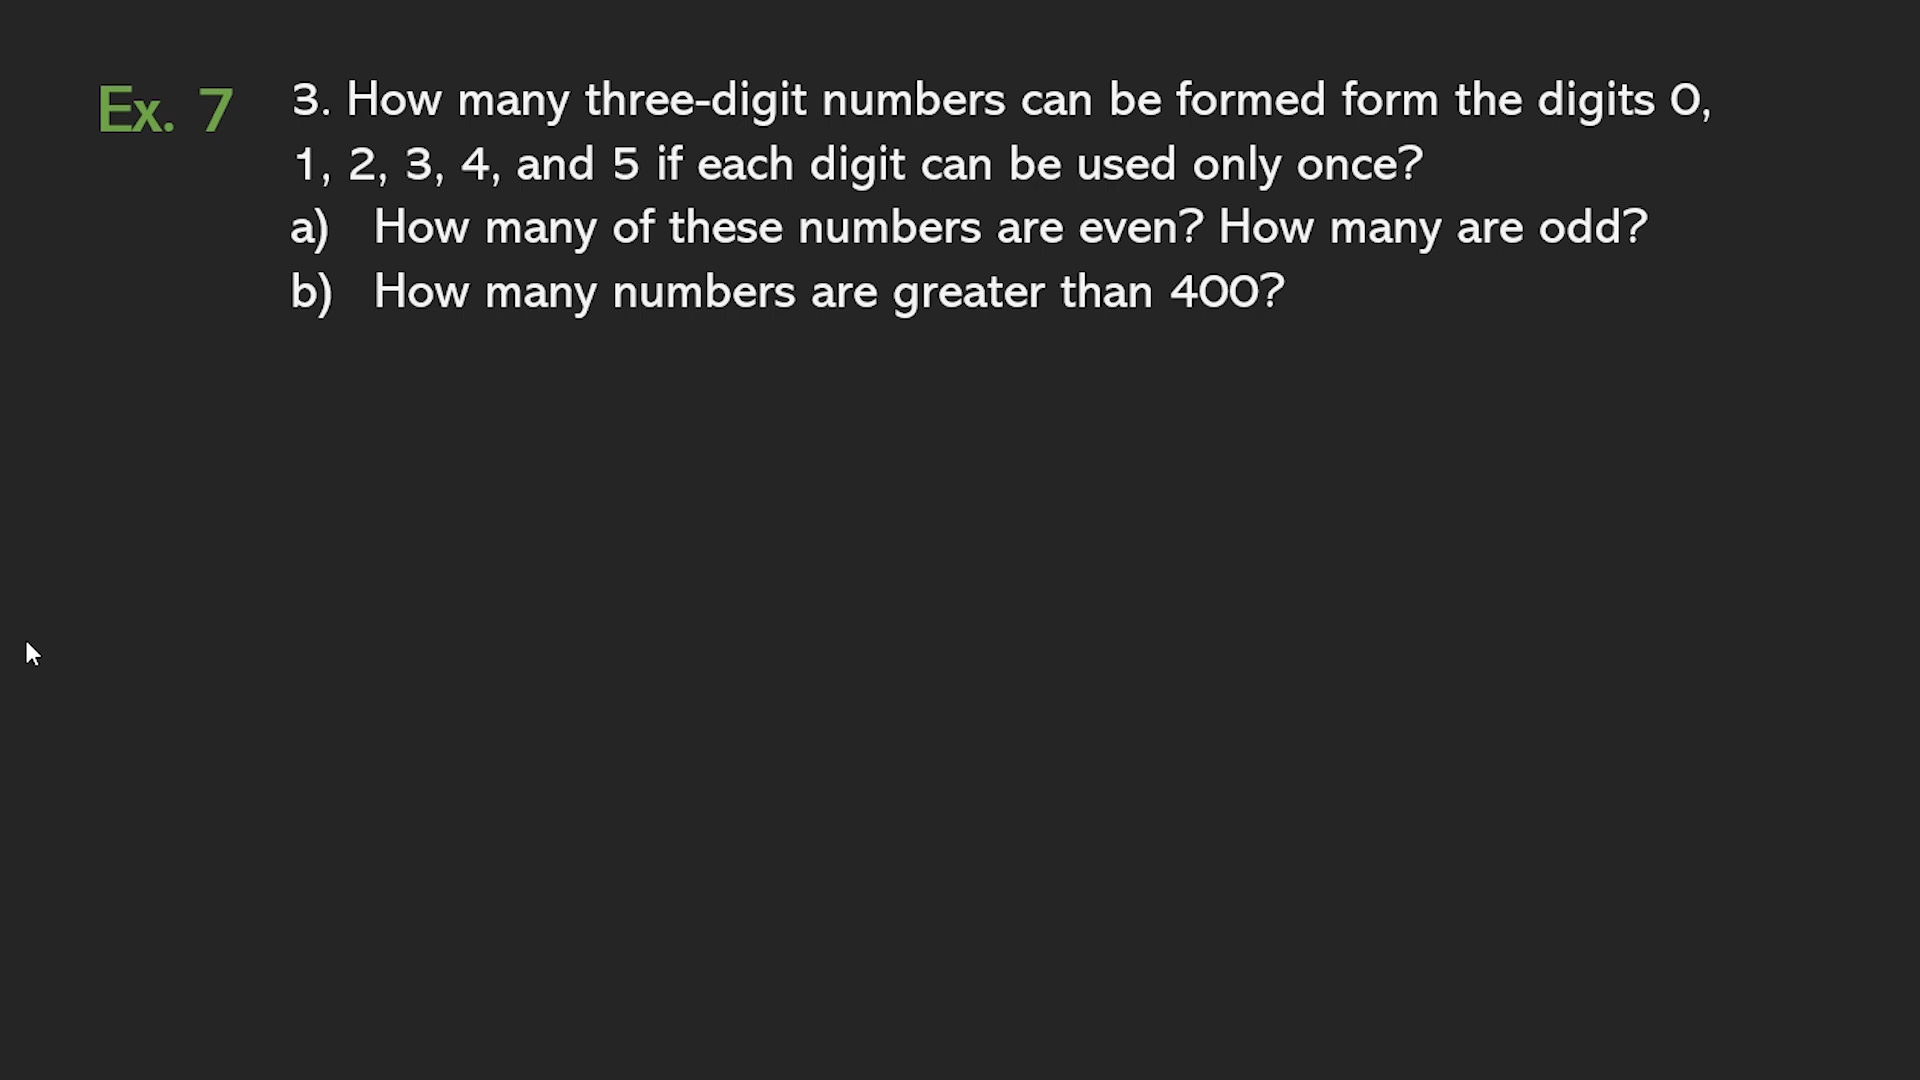 Ex. 7
3. How many three-digit numbers can be formed form the digits 0,
1, 2, 3, 4, and 5 if each digit can be used only once?
a) How many of these numbers are even? How many are odd?
b) How many numbers are greater than 400?